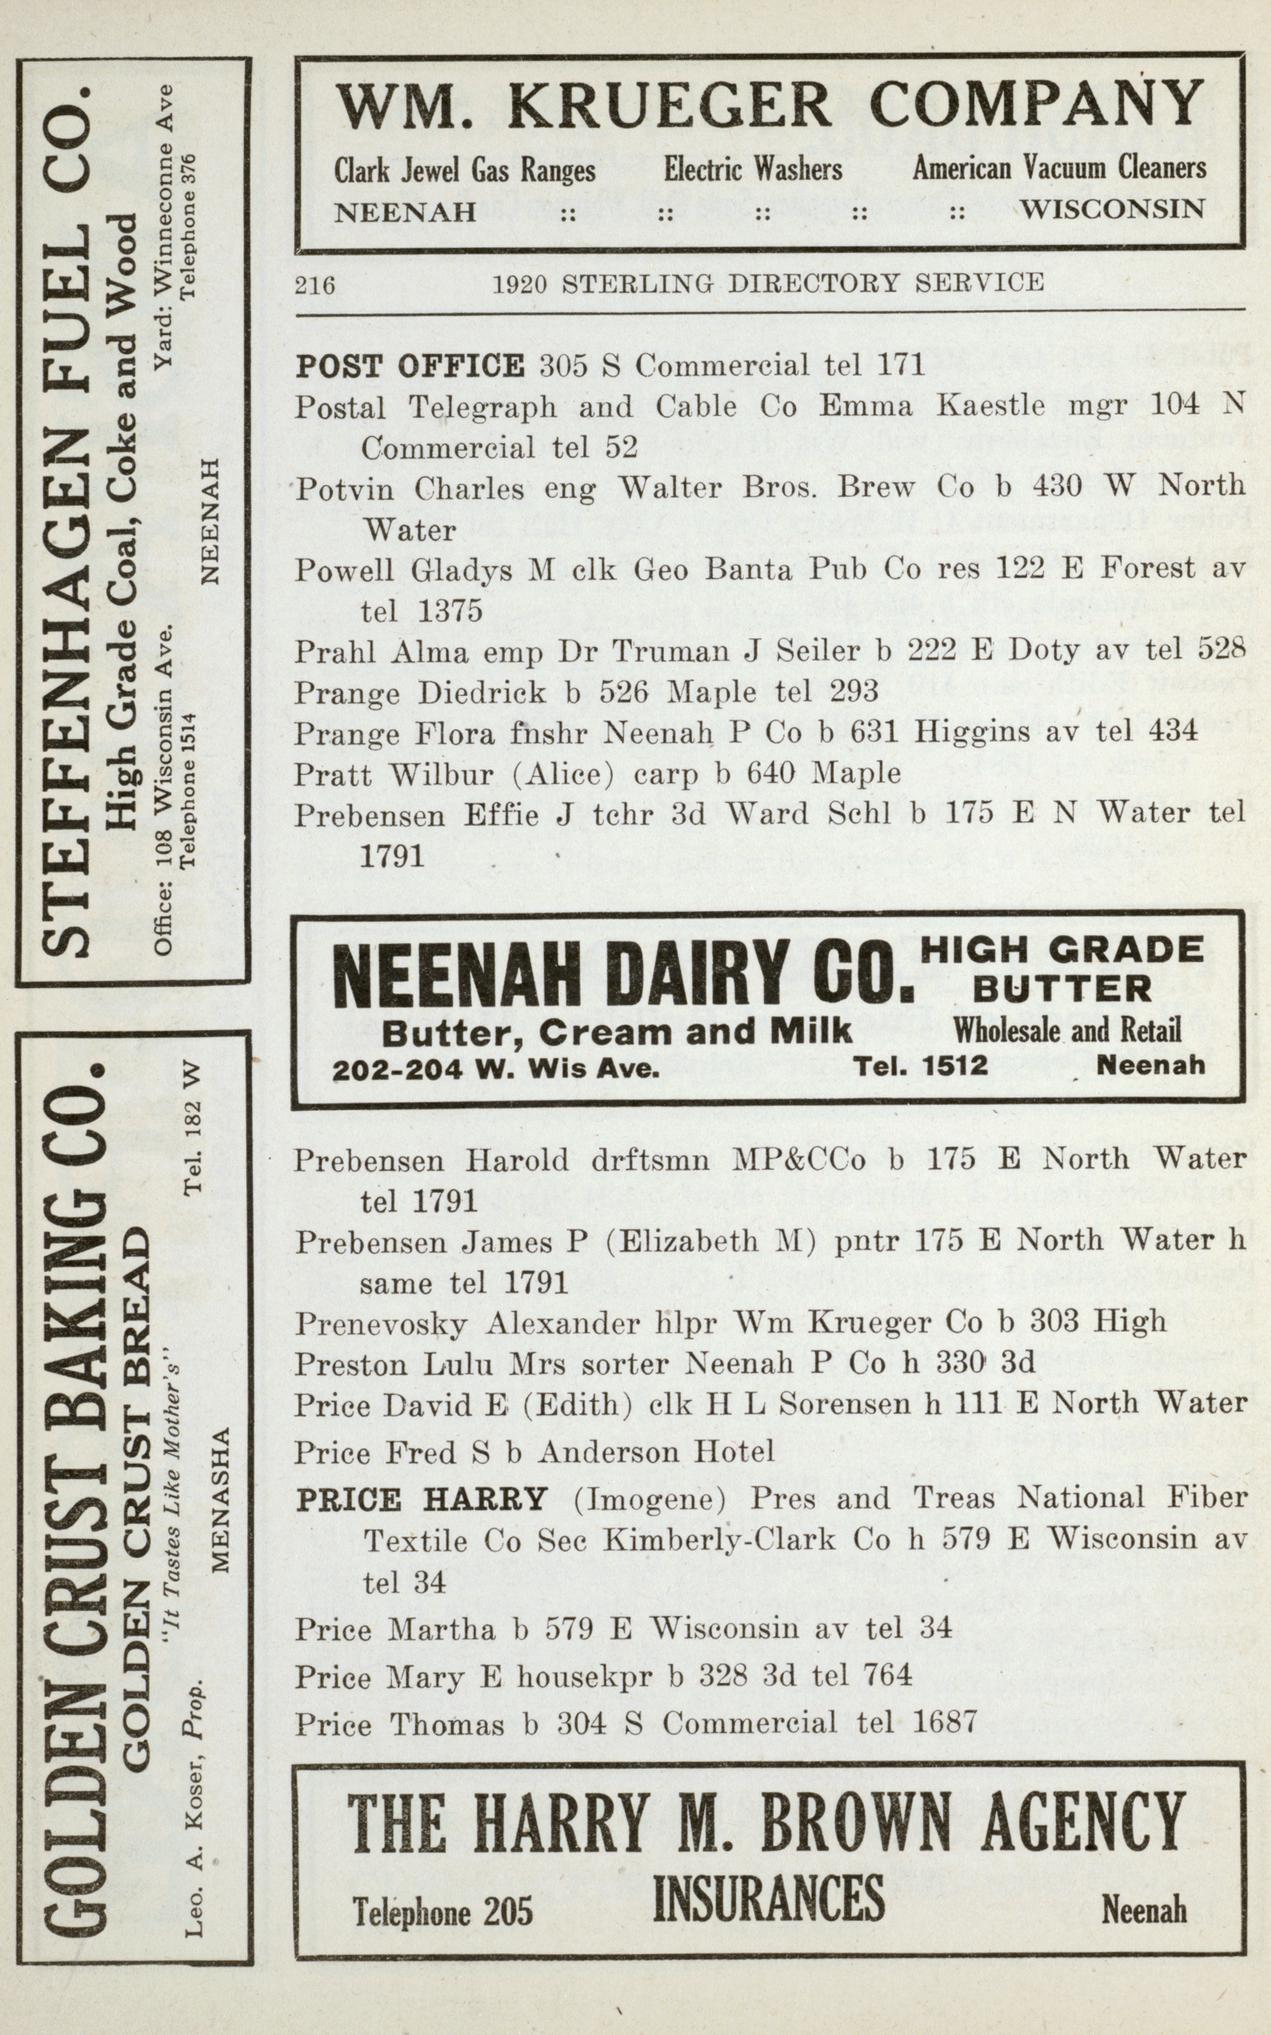 WM. KRUEGER COMPANY
Clark Jewel Gas Ranges Electric Washers American Vacuum Cleaners
NEENAH :: :: :: :: :: WISCONSIN
216 1920 STERLING DIRECTORY SERVICE
POST OFFICE 305 S Commercial tel 171
Postal Telegraph and Cable Co Emma Kaestle mgr 104 N
Commercial tel 52
Potvin Charles eng Walter Bros. Brew Co b 430 W North
Water
Powell Gladys M clk Geo Banta Pub Co res 122 E Forest av
tel 1375
Prahl Alma emp Dr Truman J Seiler b 222 E Doty av tel 528
Prange Diedrick b 526 Maple tel 293
Prange Flora fnshr Neenah P Co b 631 Higgins av tel 434
Pratt Wilbur (Alice) carp b 640 Maple
Prebensen Effie J tchr 3d Ward Schl b 175 E N Water tel
1791
NEENAH DAIRY CO. HIGH GRADE
BUTTER
Butter, Cream and Milk Wholesale and Retail
202-204 W. Wis Ave. Tel. 1512 Neenah
Prebensen Harold drftsmn MP&CCo b 175 E North Water
tel 1791
Prebensen James P (Elizabeth M) pntr 175 E North Water h
same tel 1791
Prenevosky Alexander hlpr Wm Krueger Co b 303 High
Preston Lulu Mrs sorter Neenah P Co h 330 3d
Price David E (Edith) clk H L Sorensen h 111 E North Water
Price Fred S b Anderson Hotel
PRICE HARRY (Imogene) Pres and Treas National Fiber
Textile Co Sec Kimberly-Clark Co h 579 E Wisconsin av
tel 34
Price Martha b 579 E Wisconsin av tel 34
Price Mary E housekpr b 328 3d tel 764
Price Thomas b 304 S Commercial tel 1687
THE HARRY M. BROWN AGENCY
Telephone 205 INSURANCES Neenah
STEFFENHAGEN FUEL CO.
High Grade Coal, Coke and Wood
Office: 108 Wisconsin Ave. Yard: Winneconne Ave
Telephone 1514 Telephone 376
NEENAH
GOLDEN CRUST BAKING CO.
GOLDEN CRUST BREAD
"It Tastes Like Mother's"
Leo. A. Koser, Prop. Tel. 182 W
MENASHA